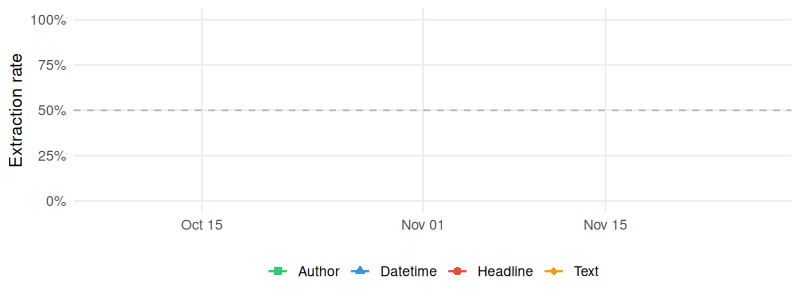 Extraction rate
100%
75%
50%
25%
0%
Oct 15 Nov 01 Nov 15
Author Datetime Headline Text